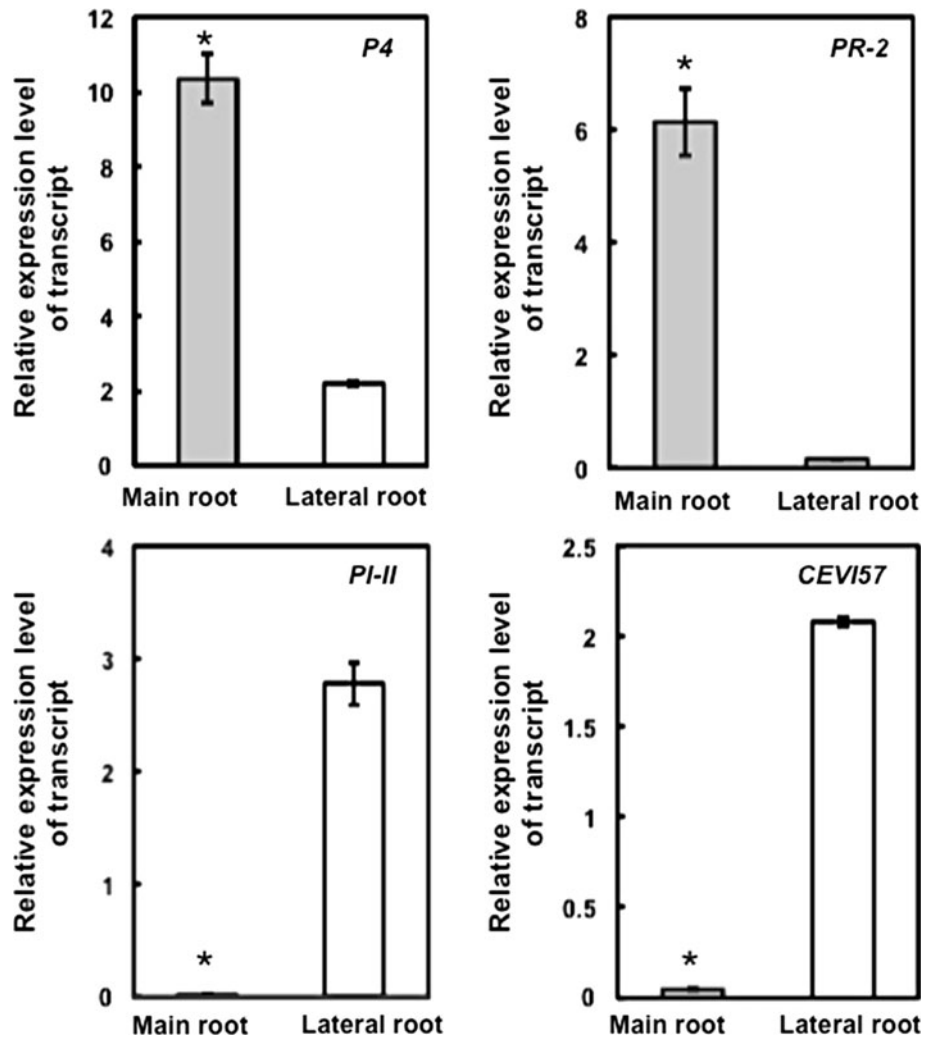 Relative expression level
of transcript
12
10
8
6
4
2
0
*
P4
Main root
Lateral root
Relative expression level
of transcript
8
6
4
2
0
*
PR-2
Main root
Lateral root
Relative expression level
of transcript
4
3
2
1
0
*
PI-II
Main root
Lateral root
Relative expression level
of transcript
2.5
2
1.5
1
0.5
0
*
CEVI57
Main root
Lateral root